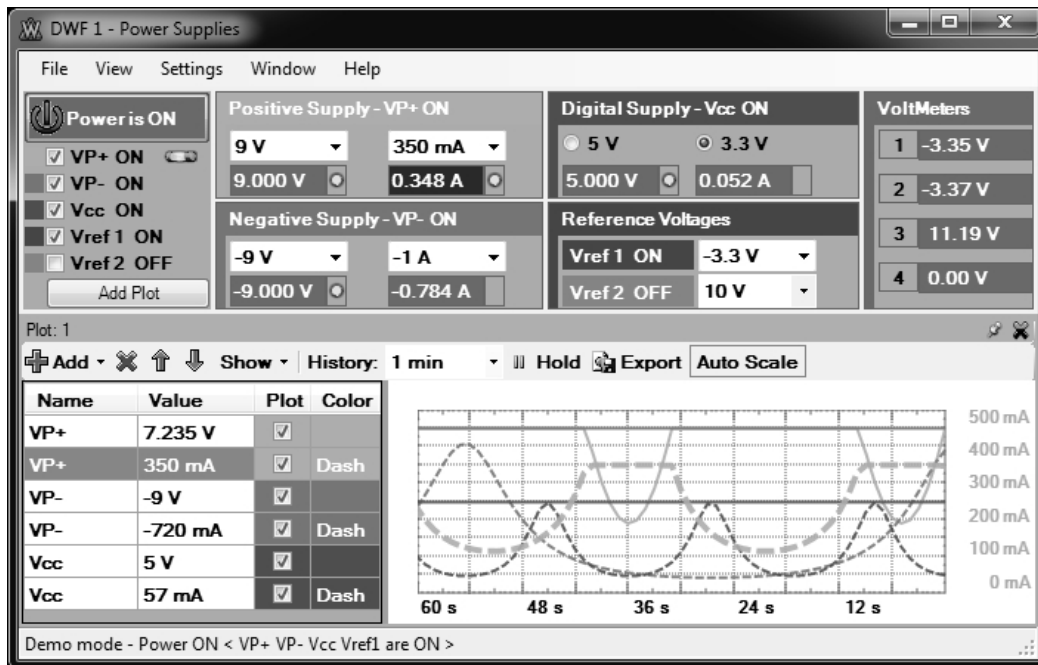 DWF 1 - Power Supplies
File View Settings Window Help
Power is ON
VP+ ON
VP- ON
Vcc ON
Vref 1 ON
Vref 2 OFF
Add Plot
Positive Supply - VP+ ON
9 V 350 mA
9.000 V 0.348 A
Negative Supply - VP- ON
-9 V -1 A
-9.000 V -0.784 A
Digital Supply - Vcc ON
5 V 3.3 V
5.000 V 0.052 A
Reference Voltages
Vref 1 ON -3.3 V
Vref 2 OFF 10 V
VoltMeters
1 -3.35 V
2 -3.37 V
3 11.19 V
4 0.00 V
Plot: 1
Add Show History: 1 min Hold Export Auto Scale
Name Value Plot Color
VP+ 7.235 V
VP+ 350 mA Dash
VP- -9 V
VP- -720 mA Dash
Vcc 5 V
Vcc 57 mA Dash
500 mA
400 mA
300 mA
200 mA
100 mA
0 mA
60 s 48 s 36 s 24 s 12 s
Demo mode - Power ON < VP+ VP- Vcc Vref1 are ON >